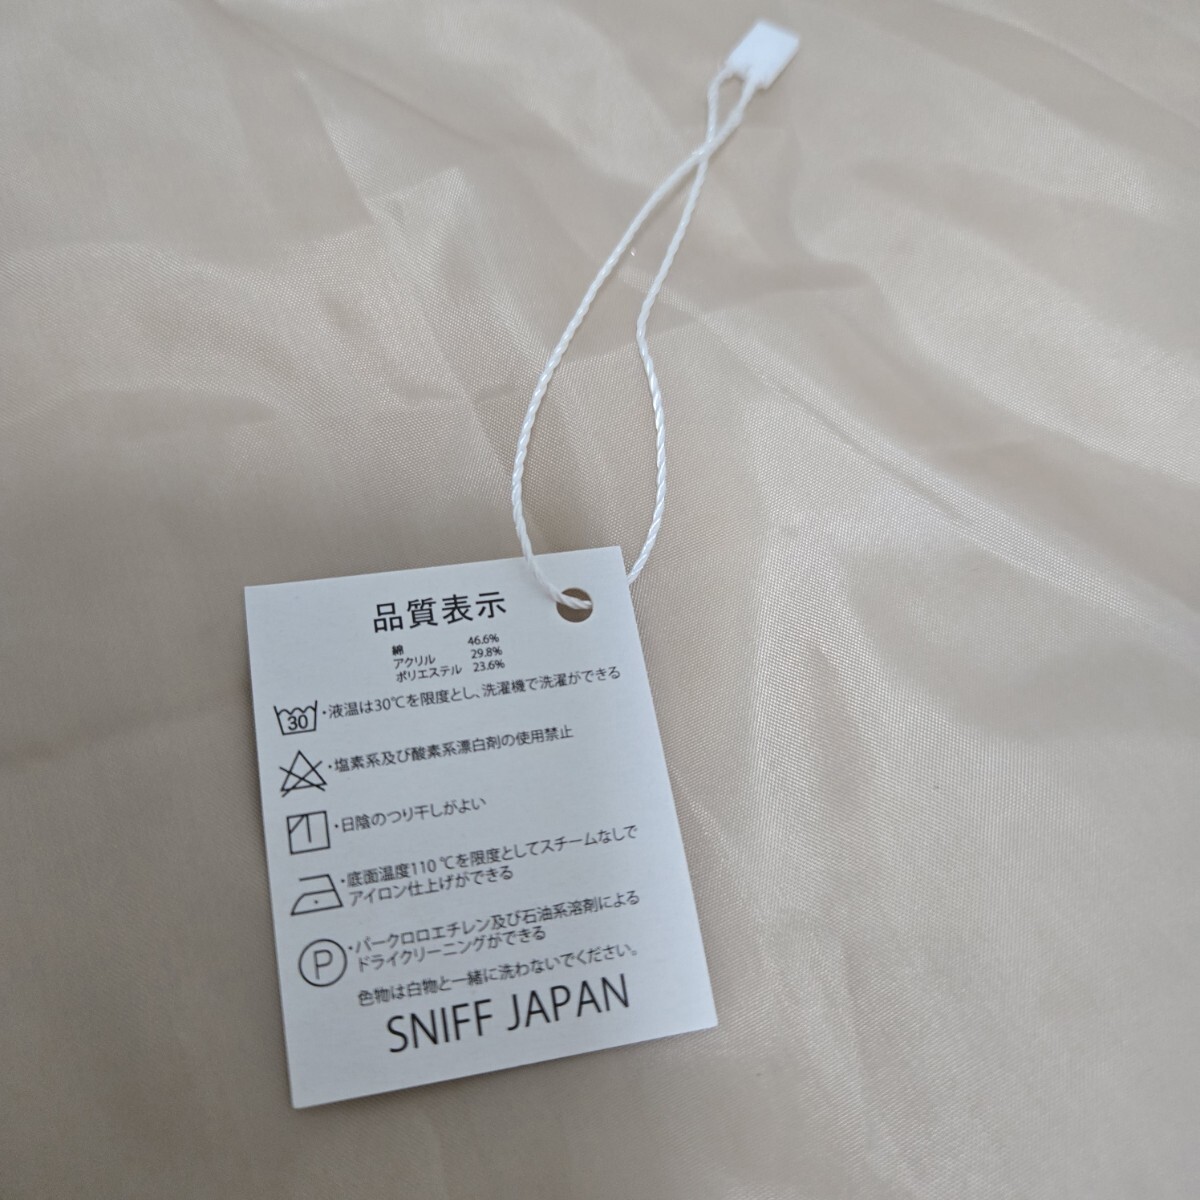 品質表示
綿 46.6%
アクリル 29.8%
ポリエステル 23.6%
30 ・液温は30℃を限度とし、洗濯機で洗濯ができる
・塩素系及び酸素系漂白剤の使用禁止
・日陰のつり干しがよい
・底面温度110 ℃を限度としてスチームなしで
アイロン仕上げができる
P ・パークロロエチレン及び石油系溶剤による
ドライクリーニングができる
色物は白物と一緒に洗わないでください。
SNIFF JAPAN